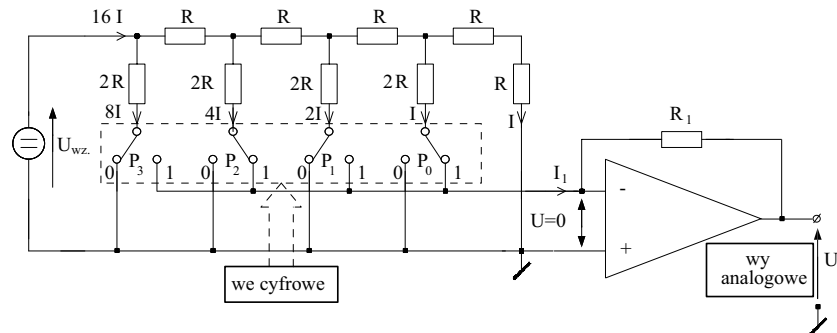 16 I
R
R
R
R
2R
2R
2R
2R
R
8I
4I
2I
I
I
U wz.
P3
P2
P1
P0
0
1
0
1
0
1
0
1
I1
R1
-
U=0
+
we cyfrowe
wy
analogowe
U